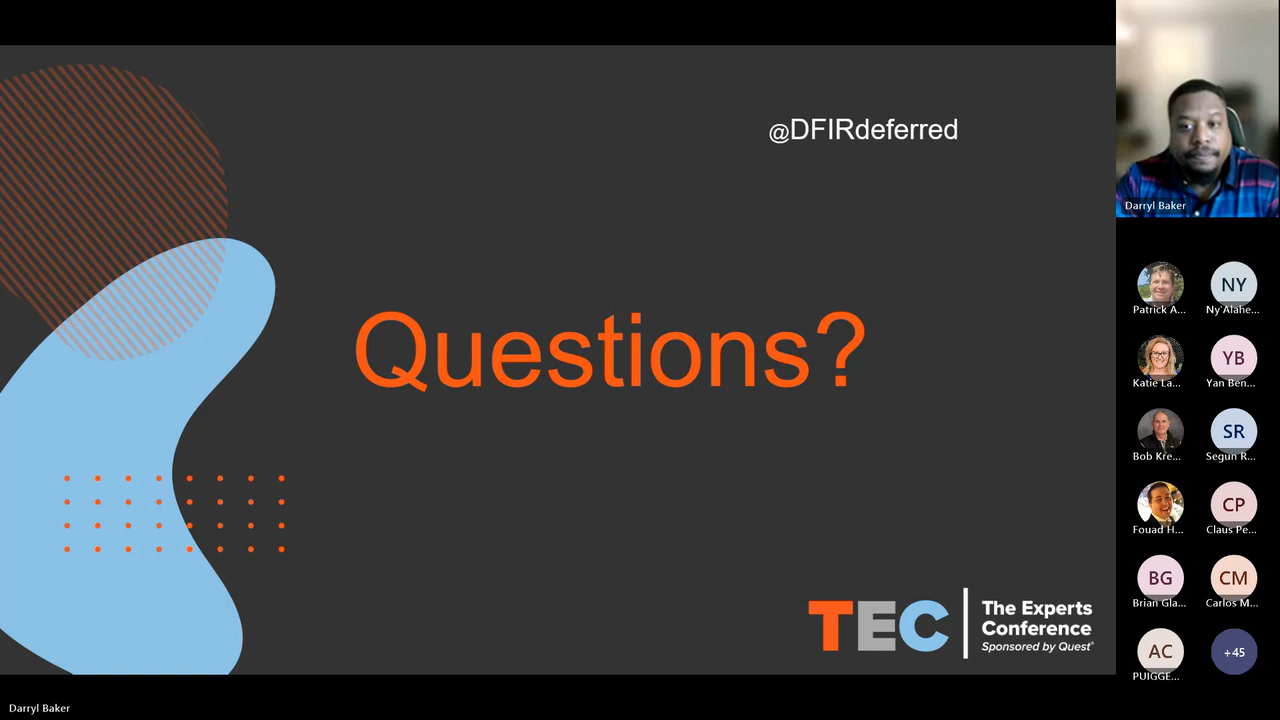 @DFIRdeferred
Questions?
TEC
The Experts
Conference
Sponsored by Quest®
Darryl Baker
Patrick A...
NY
Ny`Alahe...
Katie La...
YB
Yan Ben...
Bob Kre...
SR
Segun R...
Fouad H...
CP
Claus Pe...
BG
Brian Gla...
CM
Carlos M...
AC
PUIGGE...
+45
Darryl Baker